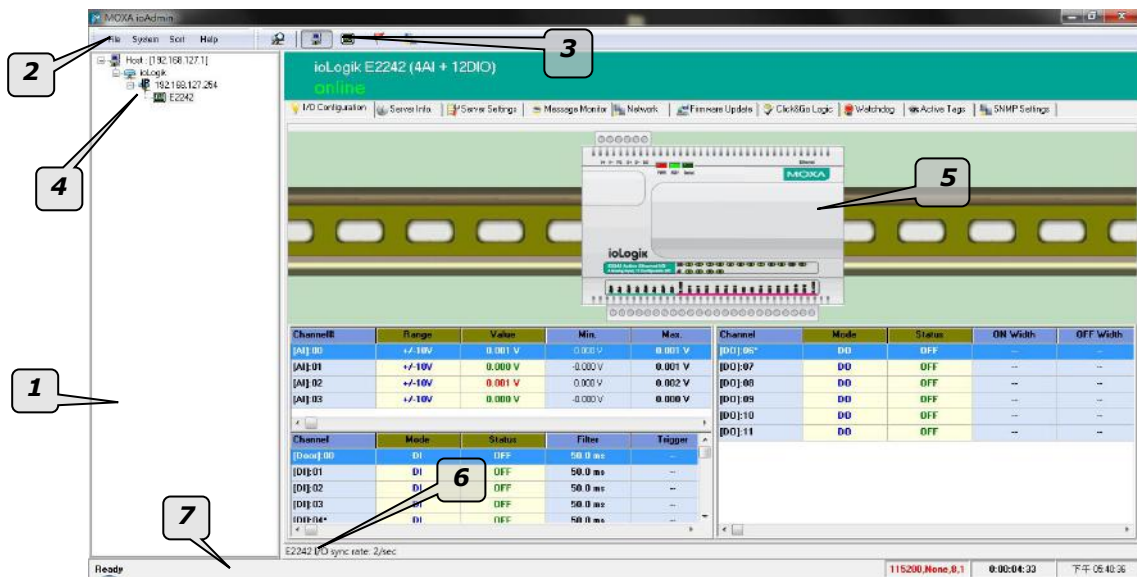 MOXA ioAdmin
File System Sort Help
Host : [192.168.127.1]
ioLogik
192.168.127.254
E2242
ioLogik E2242 (4AI + 12DIO)
online
I/O Configuration Server Info. Server Settings Message Monitor Network Firmware Update Click&Go Logic Watchdog Active Tags SNMP Settings
Ethernet
MOXA
ioLogik
Channel# Range Value Min. Max.
[AI]:00 +/-10V 0.001 V 0.000 V 0.001 V
[AI]:01 +/-10V 0.000 V -0.000 V 0.001 V
[AI]:02 +/-10V 0.001 V 0.000 V 0.002 V
[AI]:03 +/-10V 0.000 V -0.000 V 0.000 V
Channel Mode Status Filter Trigger
[Door]:00 DI OFF 50.0 ms --
[DI]:01 DI OFF 50.0 ms --
[DI]:02 DI OFF 50.0 ms --
[DI]:03 DI OFF 50.0 ms --
[DI]:04* DI OFF 50.0 ms --
Channel Mode Status ON Width OFF Width
[DO]:06* DO OFF -- --
[DO]:07 DO OFF -- --
[DO]:08 DO OFF -- --
[DO]:09 DO OFF -- --
[DO]:10 DO OFF -- --
[DO]:11 DO OFF -- --
E2242 I/O sync rate: 2/sec
Ready 115200,None,8,1 0:00:04:33 下午 05:40:36
1
2
3
4
5
6
7